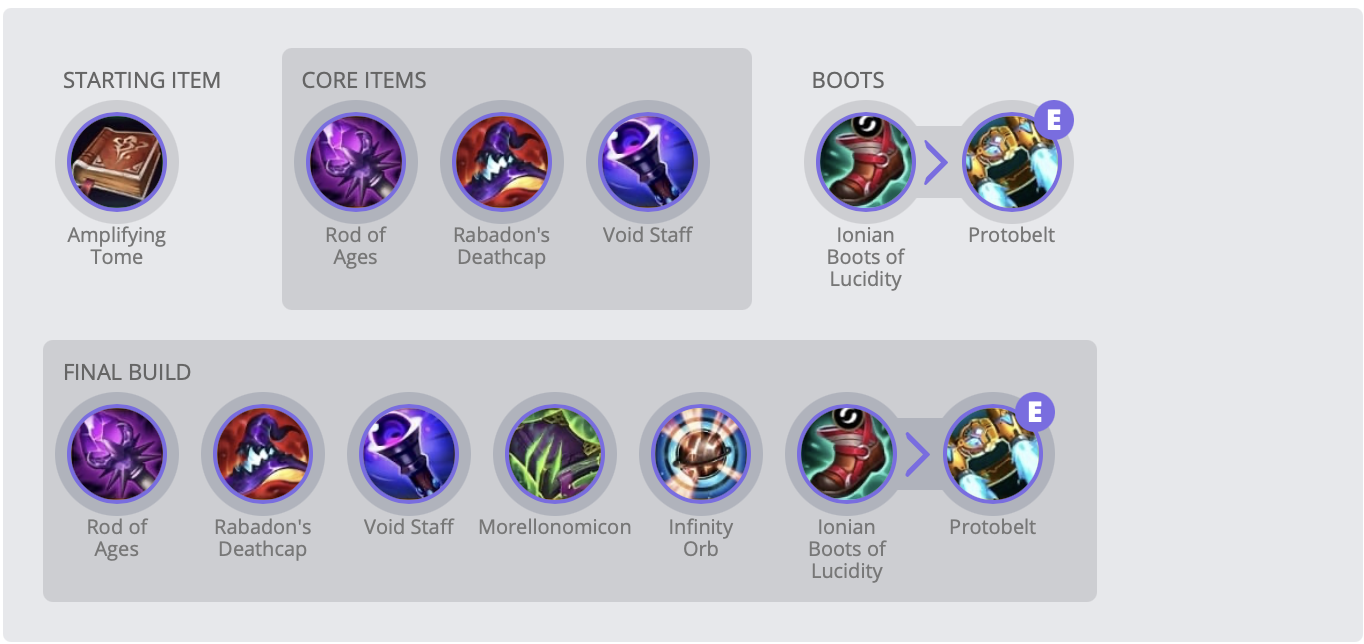 STARTING ITEM
Amplifying
Tome
CORE ITEMS
Rod of
Ages
Rabadon's
Deathcap
Void Staff
BOOTS
Ionian
Boots of
Lucidity
E
Protobelt
FINAL BUILD
Rod of
Ages
Rabadon's
Deathcap
Void Staff
Morellonomicon
Infinity
Orb
Ionian
Boots of
Lucidity
E
Protobelt